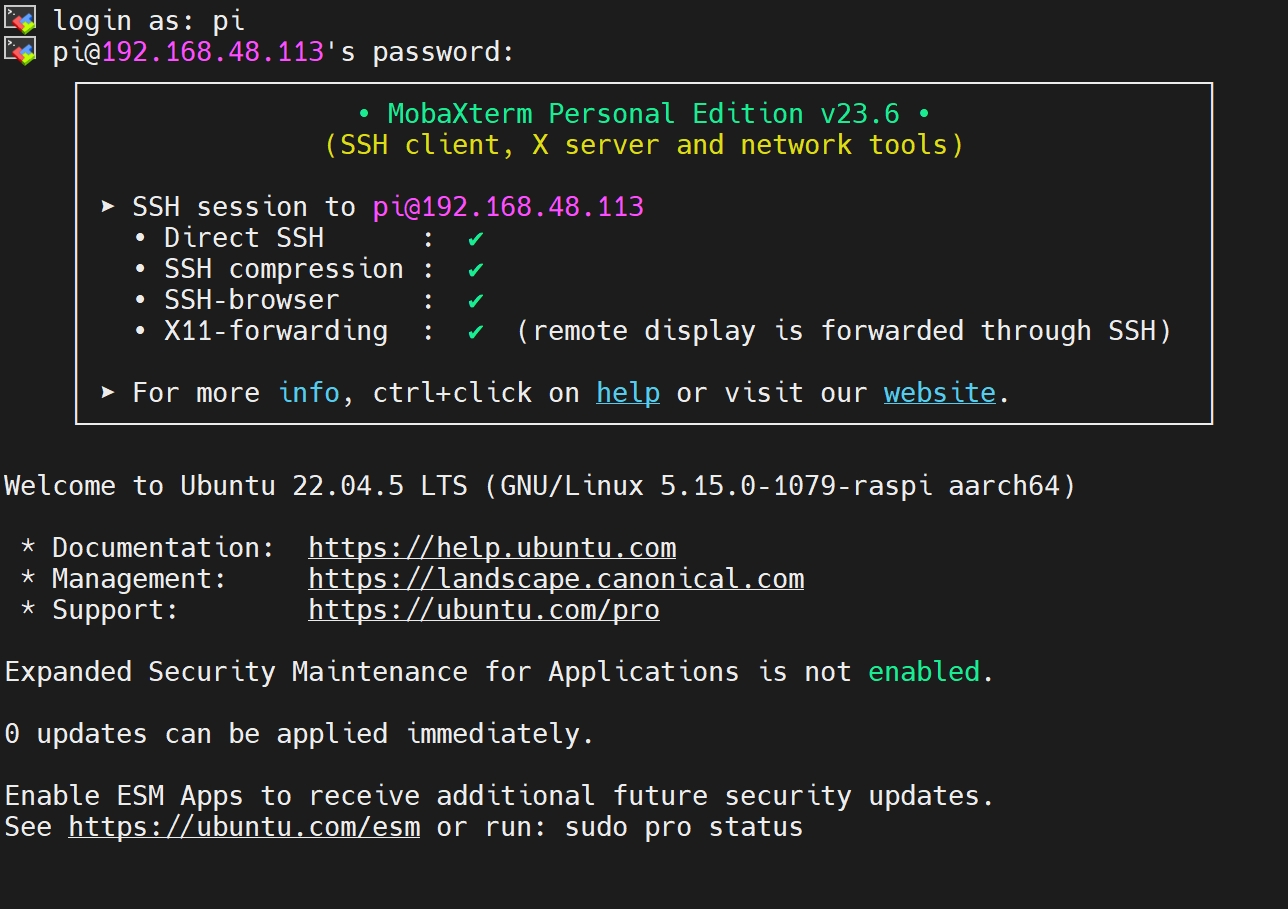 login as: pi
pi@192.168.48.113's password:
• MobaXterm Personal Edition v23.6 •
(SSH client, X server and network tools)
➤ SSH session to pi@192.168.48.113
• Direct SSH : ✔
• SSH compression : ✔
• SSH-browser : ✔
• X11-forwarding : ✔ (remote display is forwarded through SSH)
➤ For more info, ctrl+click on help or visit our website.
Welcome to Ubuntu 22.04.5 LTS (GNU/Linux 5.15.0-1079-raspi aarch64)
* Documentation: https://help.ubuntu.com
* Management: https://landscape.canonical.com
* Support: https://ubuntu.com/pro
Expanded Security Maintenance for Applications is not enabled.
0 updates can be applied immediately.
Enable ESM Apps to receive additional future security updates.
See https://ubuntu.com/esm or run: sudo pro status